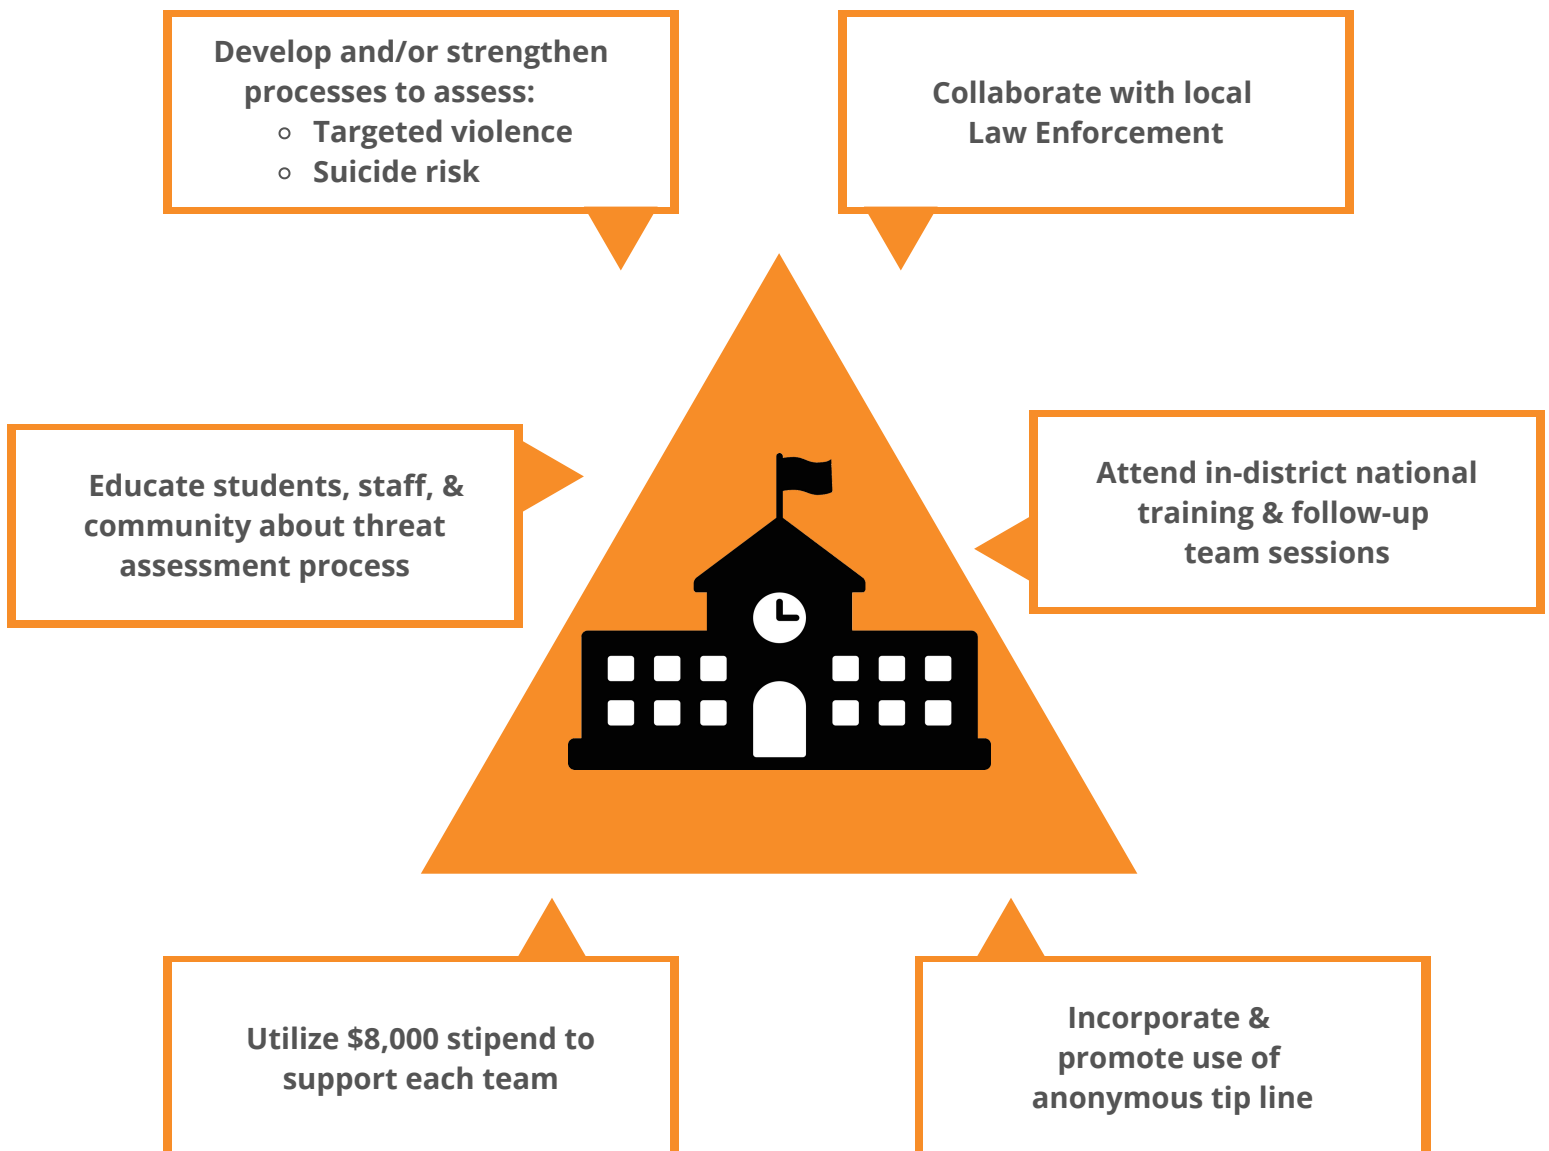 Develop and/or strengthen
processes to assess:
◦ Targeted violence
◦ Suicide risk
Collaborate with local
Law Enforcement
Educate students, staff, &
community about threat
assessment process
Attend in-district national
training & follow-up
team sessions
Utilize $8,000 stipend to
support each team
Incorporate &
promote use of
anonymous tip line